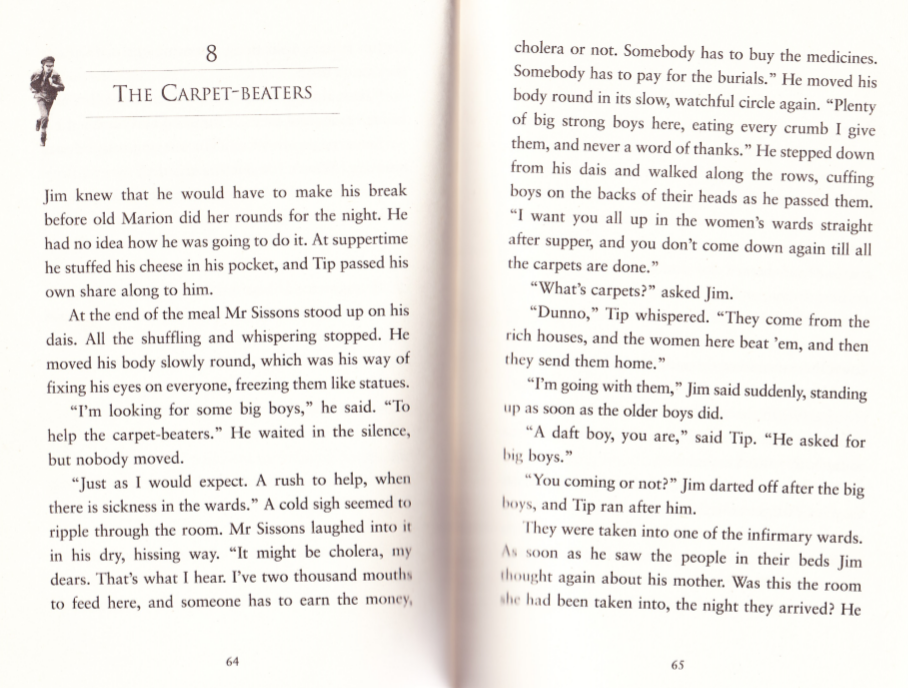 8
THE CARPET-BEATERS
Jim knew that he would have to make his break
before old Marion did her rounds for the night. He
had no idea how he was going to do it. At suppertime
he stuffed his cheese in his pocket, and Tip passed his
own share along to him.
At the end of the meal Mr Sissons stood up on his
dais. All the shuffling and whispering stopped. He
moved his body slowly round, which was his way of
fixing his eyes on everyone, freezing them like statues.
“I’m looking for some big boys,” he said. “To
help the carpet-beaters.” He waited in the silence,
but nobody moved.
“Just as I would expect. A rush to help, when
there is sickness in the wards.” A cold sigh seemed to
ripple through the room. Mr Sissons laughed into it
in his dry, hissing way. “It might be cholera, my
dears. That’s what I hear. I’ve two thousand mouths
to feed here, and someone has to earn the money,
64
cholera or not. Somebody has to buy the medicines.
Somebody has to pay for the burials.” He moved his
body round in its slow, watchful circle again. “Plenty
of big strong boys here, eating every crumb I give
them, and never a word of thanks.” He stepped down
from his dais and walked along the rows, cuffing
boys on the backs of their heads as he passed them.
“I want you all up in the women’s wards straight
after supper, and you don’t come down again till all
the carpets are done.”
“What’s carpets?” asked Jim.
“Dunno,” Tip whispered. “They come from the
rich houses, and the women here beat ’em, and then
they send them home.”
“I’m going with them,” Jim said suddenly, standing
up as soon as the older boys did.
“A daft boy, you are,” said Tip. “He asked for
big boys.”
“You coming or not?” Jim darted off after the big
boys, and Tip ran after him.
They were taken into one of the infirmary wards.
As soon as he saw the people in their beds Jim
thought again about his mother. Was this the room
she had been taken into, the night they arrived? He
65